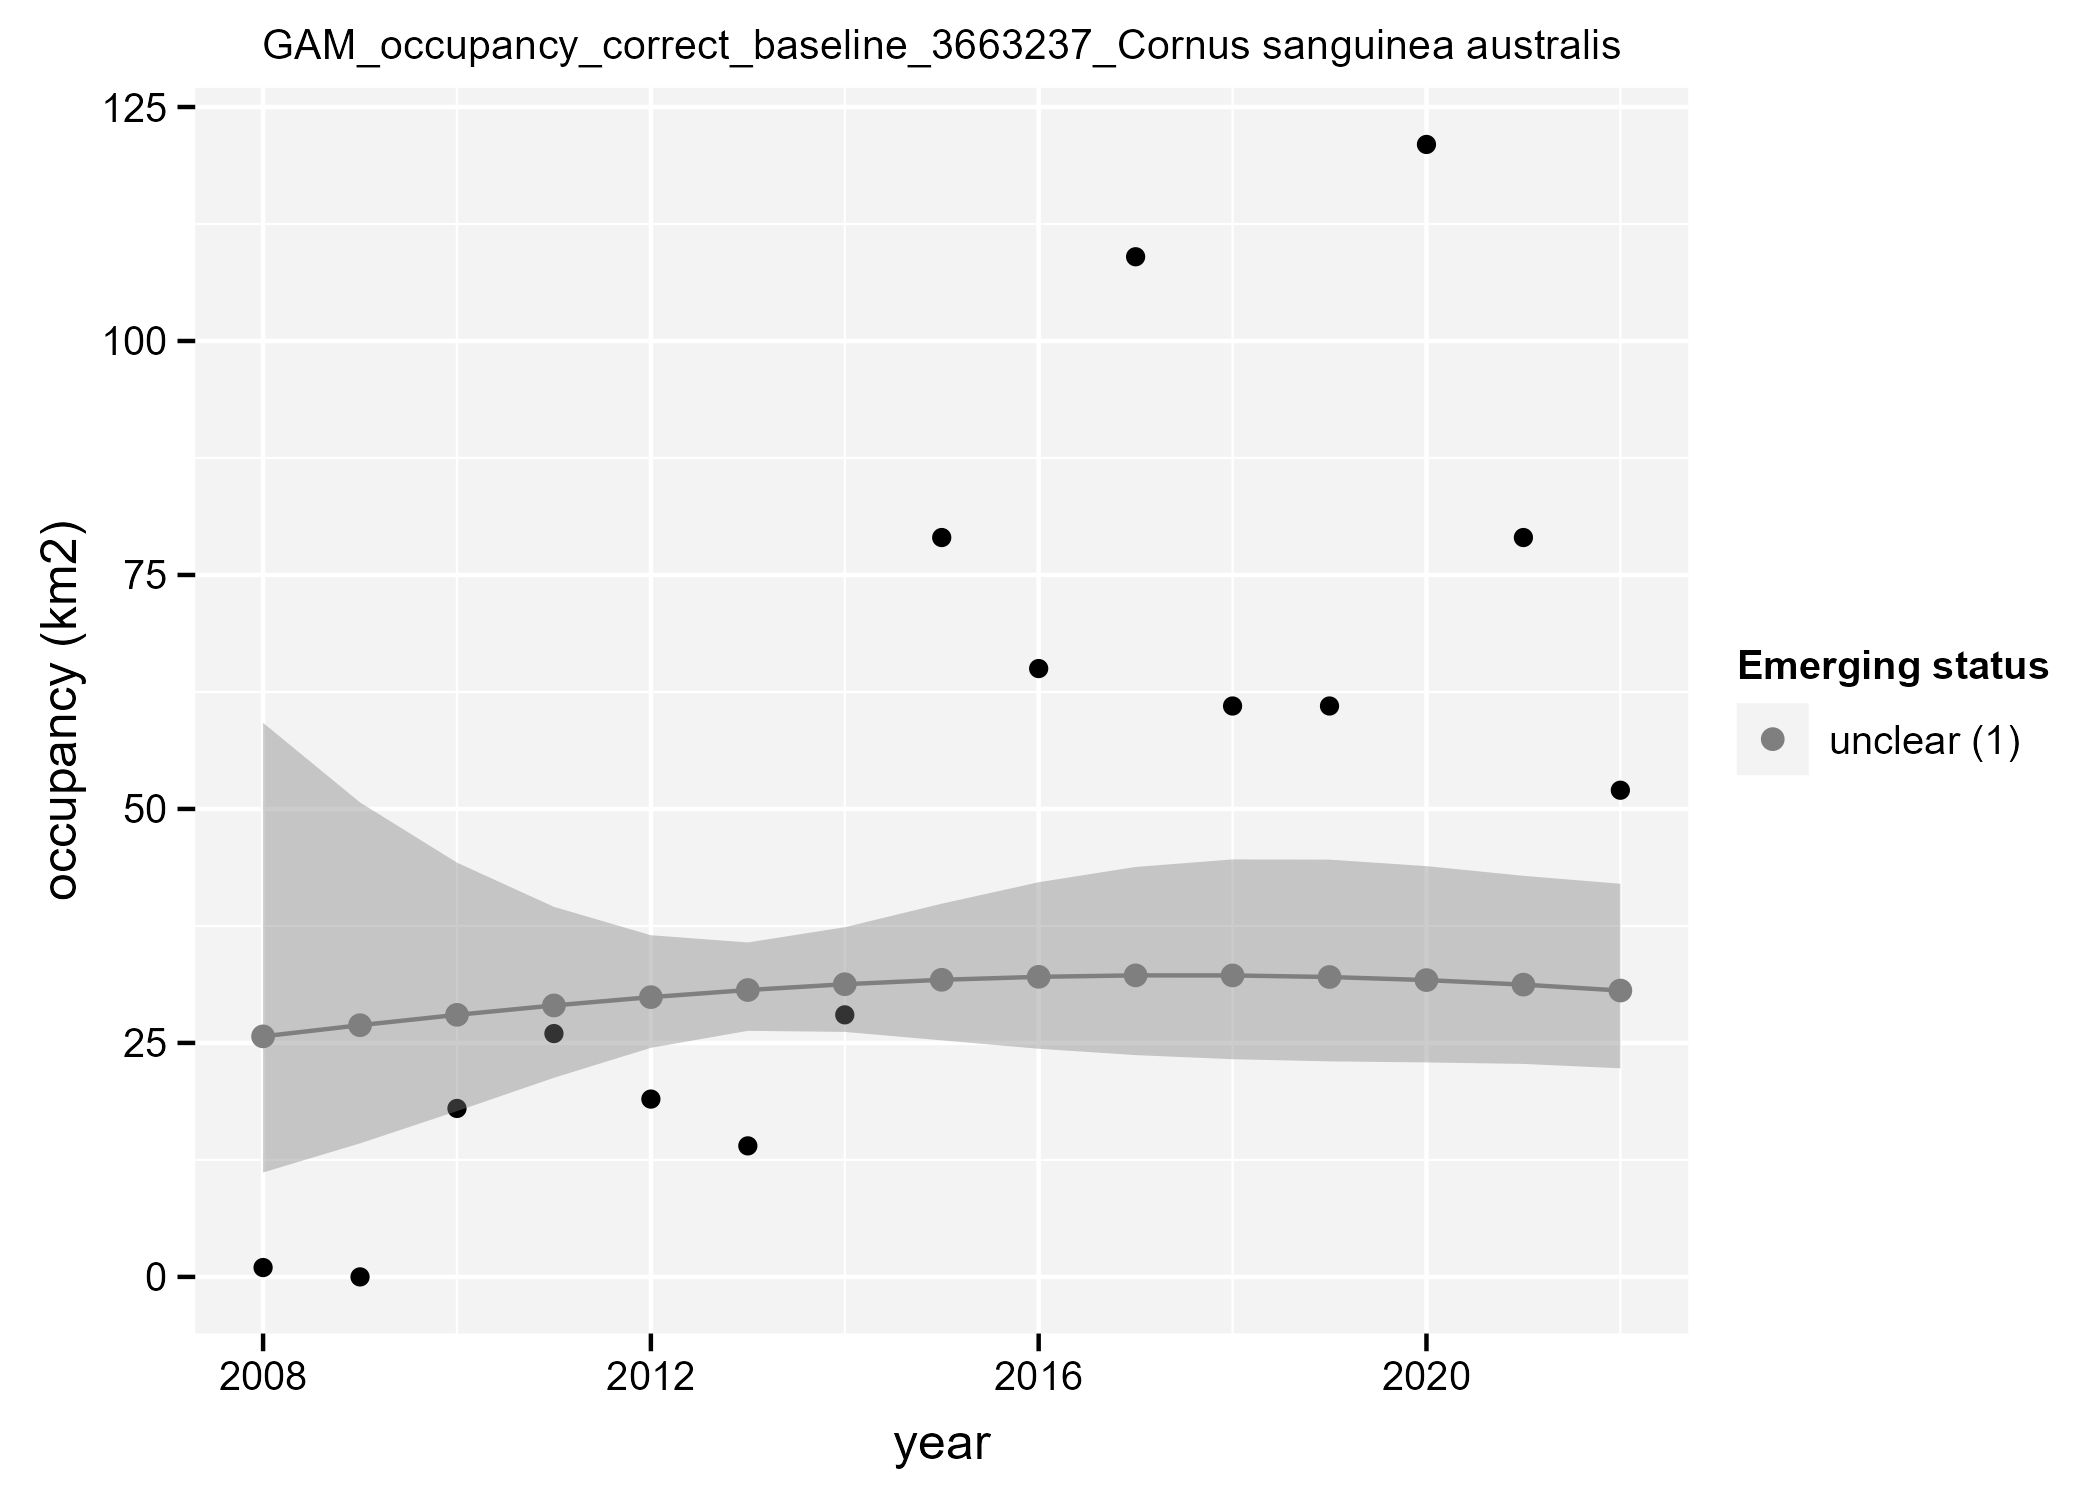 GAM_occupancy_correct_baseline_3663237_Cornus sanguinea australis
125
100
75
50
25
0
occupancy (km2)
2008
2012
2016
2020
year
Emerging status
unclear (1)